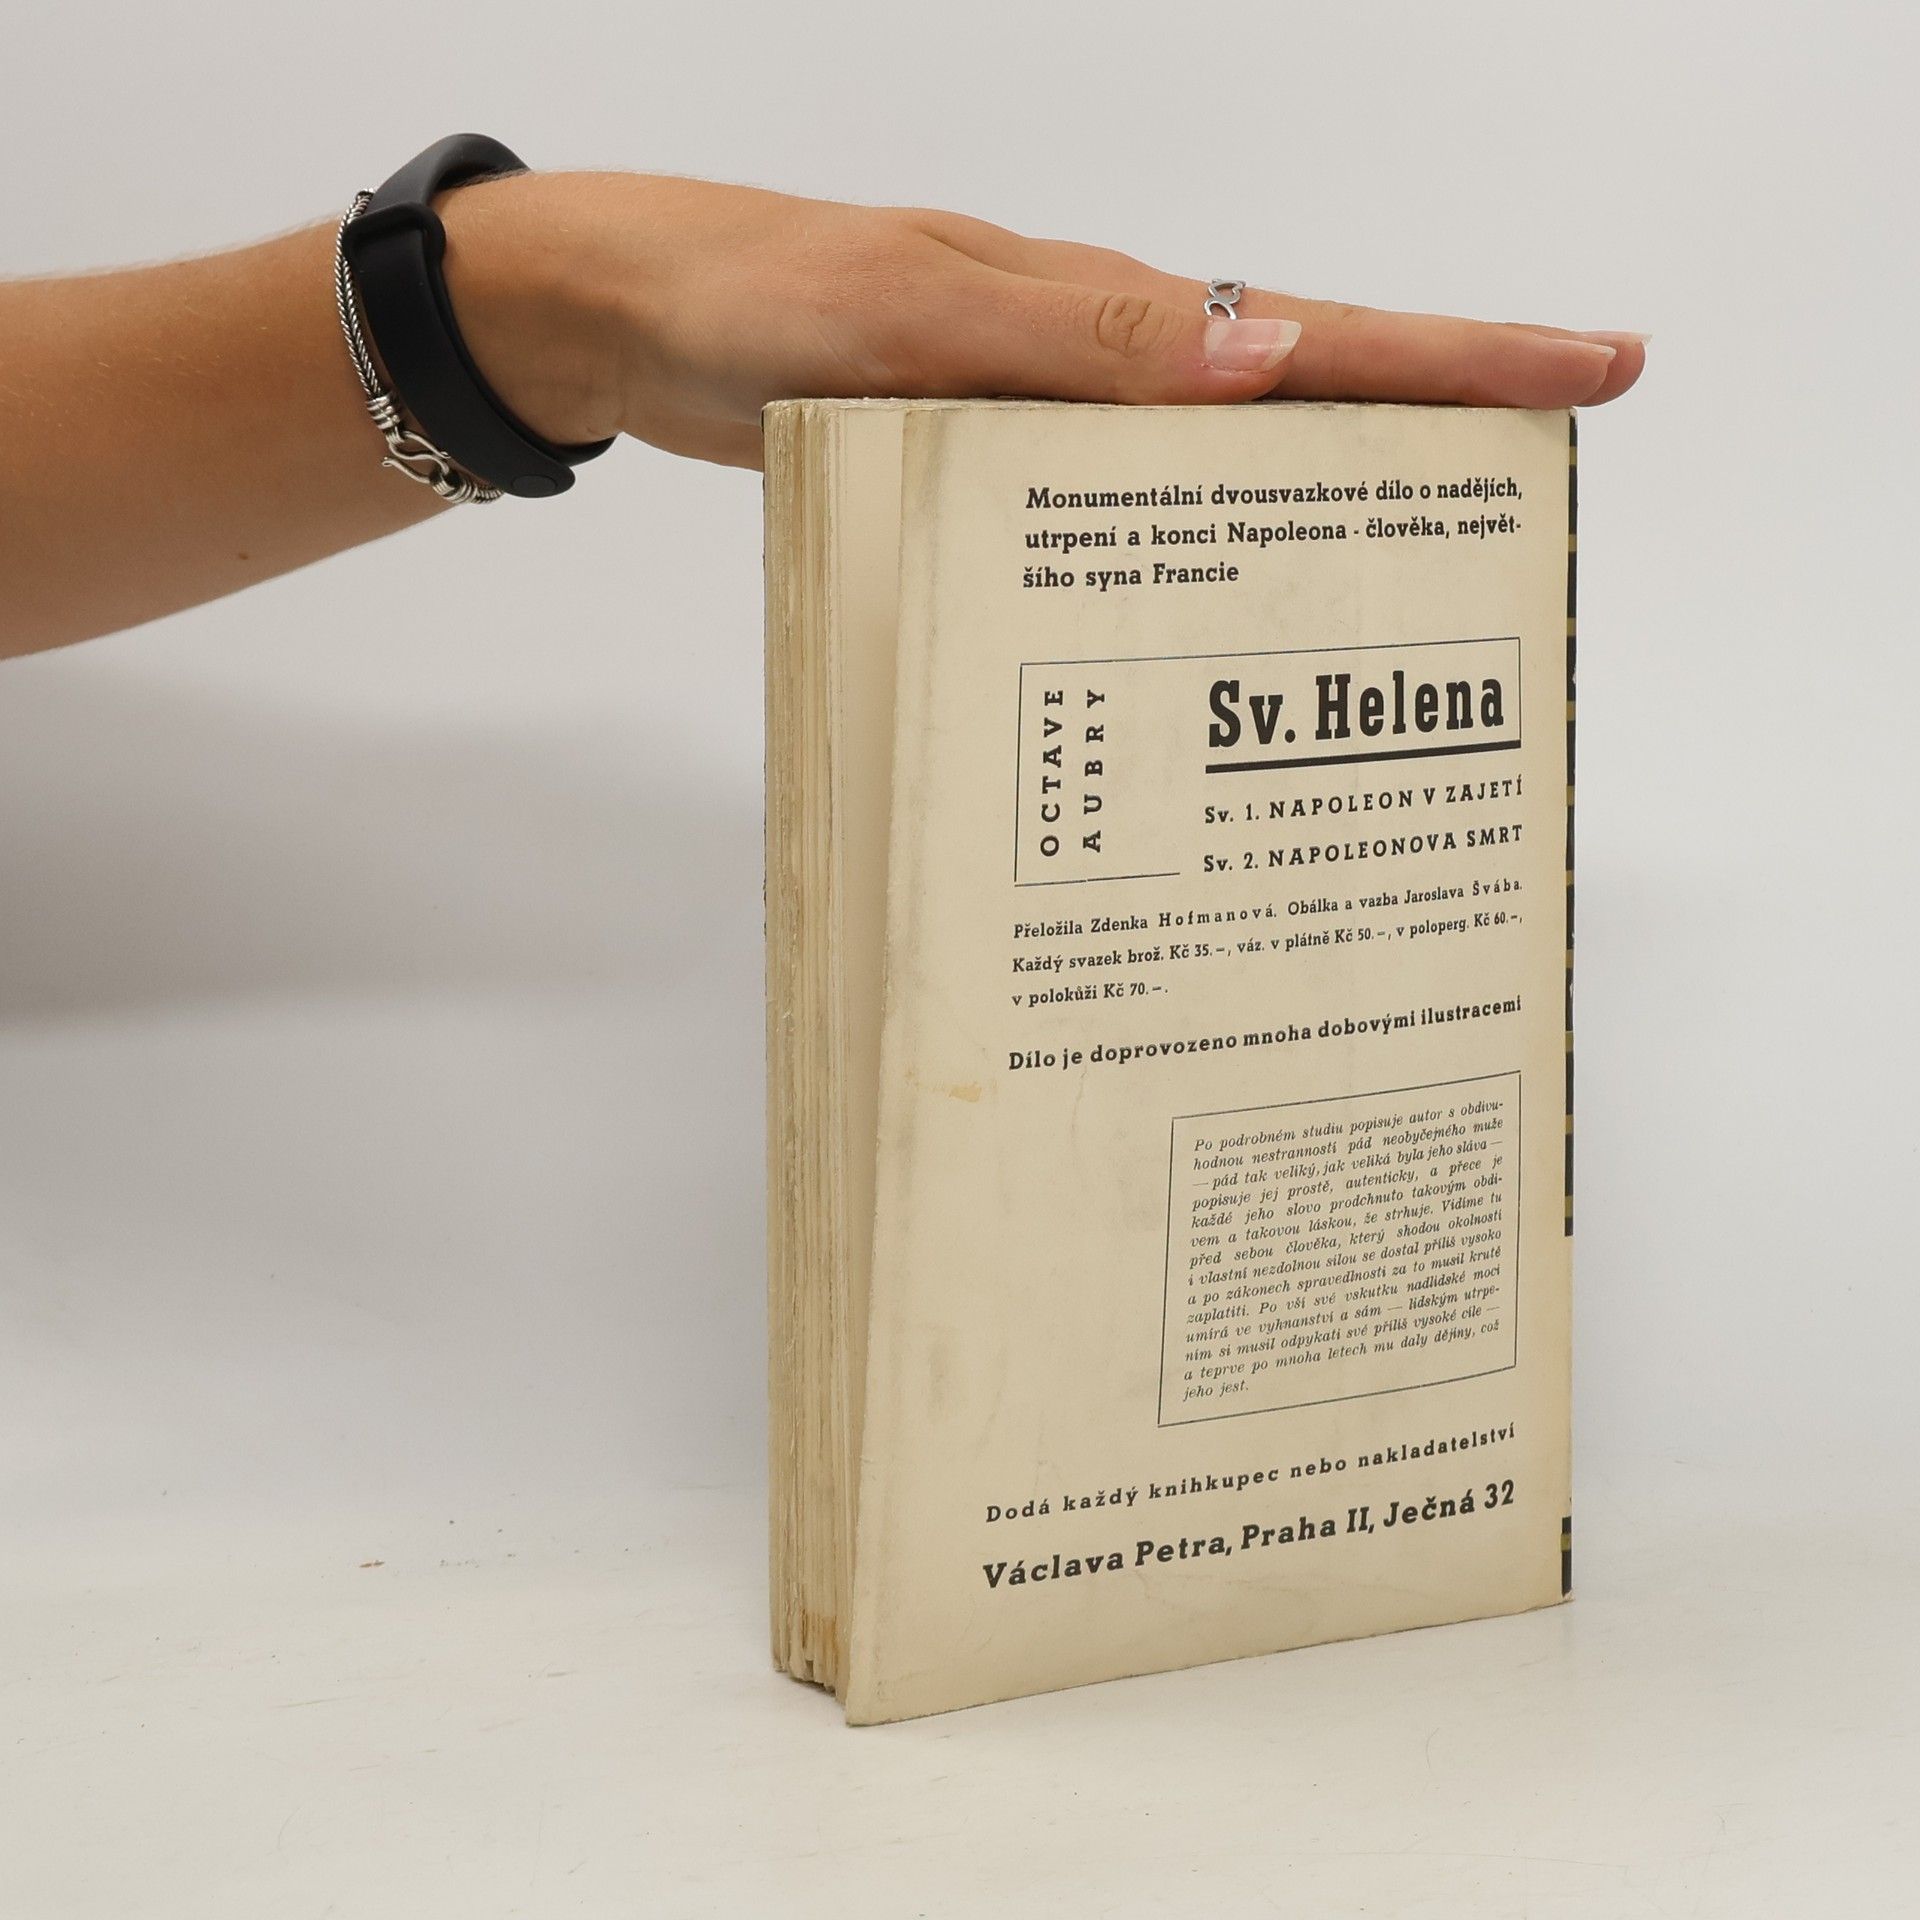 Monumentální dvousvazkové dílo o nadějích,
utrpení a konci Napoleona - člověka, největ-
šího syna Francie
OCTAVE
AUBRY
Sv. Helena
Sv. 1. NAPOLEON V ZAJETÍ
Sv. 2. NAPOLEONOVA SMRT
Přeložila Zdenka Hofmanová. Obálka a vazba Jaroslava Švába.
Každý svazek brož. Kč 35.–, váz. v plátně Kč 50.–, v poloperg. Kč 60.–,
v polokůži Kč 70.–.
Dílo je doprovozeno mnoha dobovými ilustracemi
Po podrobném studiu popisuje autor s obdivu-
hodnou nestranností pád neobyčejného muže
— pád tak veliký, jak veliká byla jeho sláva —
popisuje jej prostě, autenticky, a přece je
každé jeho slovo prodchnuto takovým obdi-
vem a takovou láskou, že strhuje. Vidíme tu
před sebou člověka, který shodou okolností
i vlastní nezdolnou silou se dostal příliš vysoko
a po zákonech spravedlnosti za to musil krutě
zaplatiti. Po vší své vskutku nadlidské moci
umírá ve vyhnanství a sám — lidským utrpe-
ním si musil odpykati své příliš vysoké cíle —
a teprve po mnoha letech mu daly dějiny, což
jeho jest.
Dodá každý knihkupec nebo nakladatelství
Václava Petra, Praha II, Ječná 32